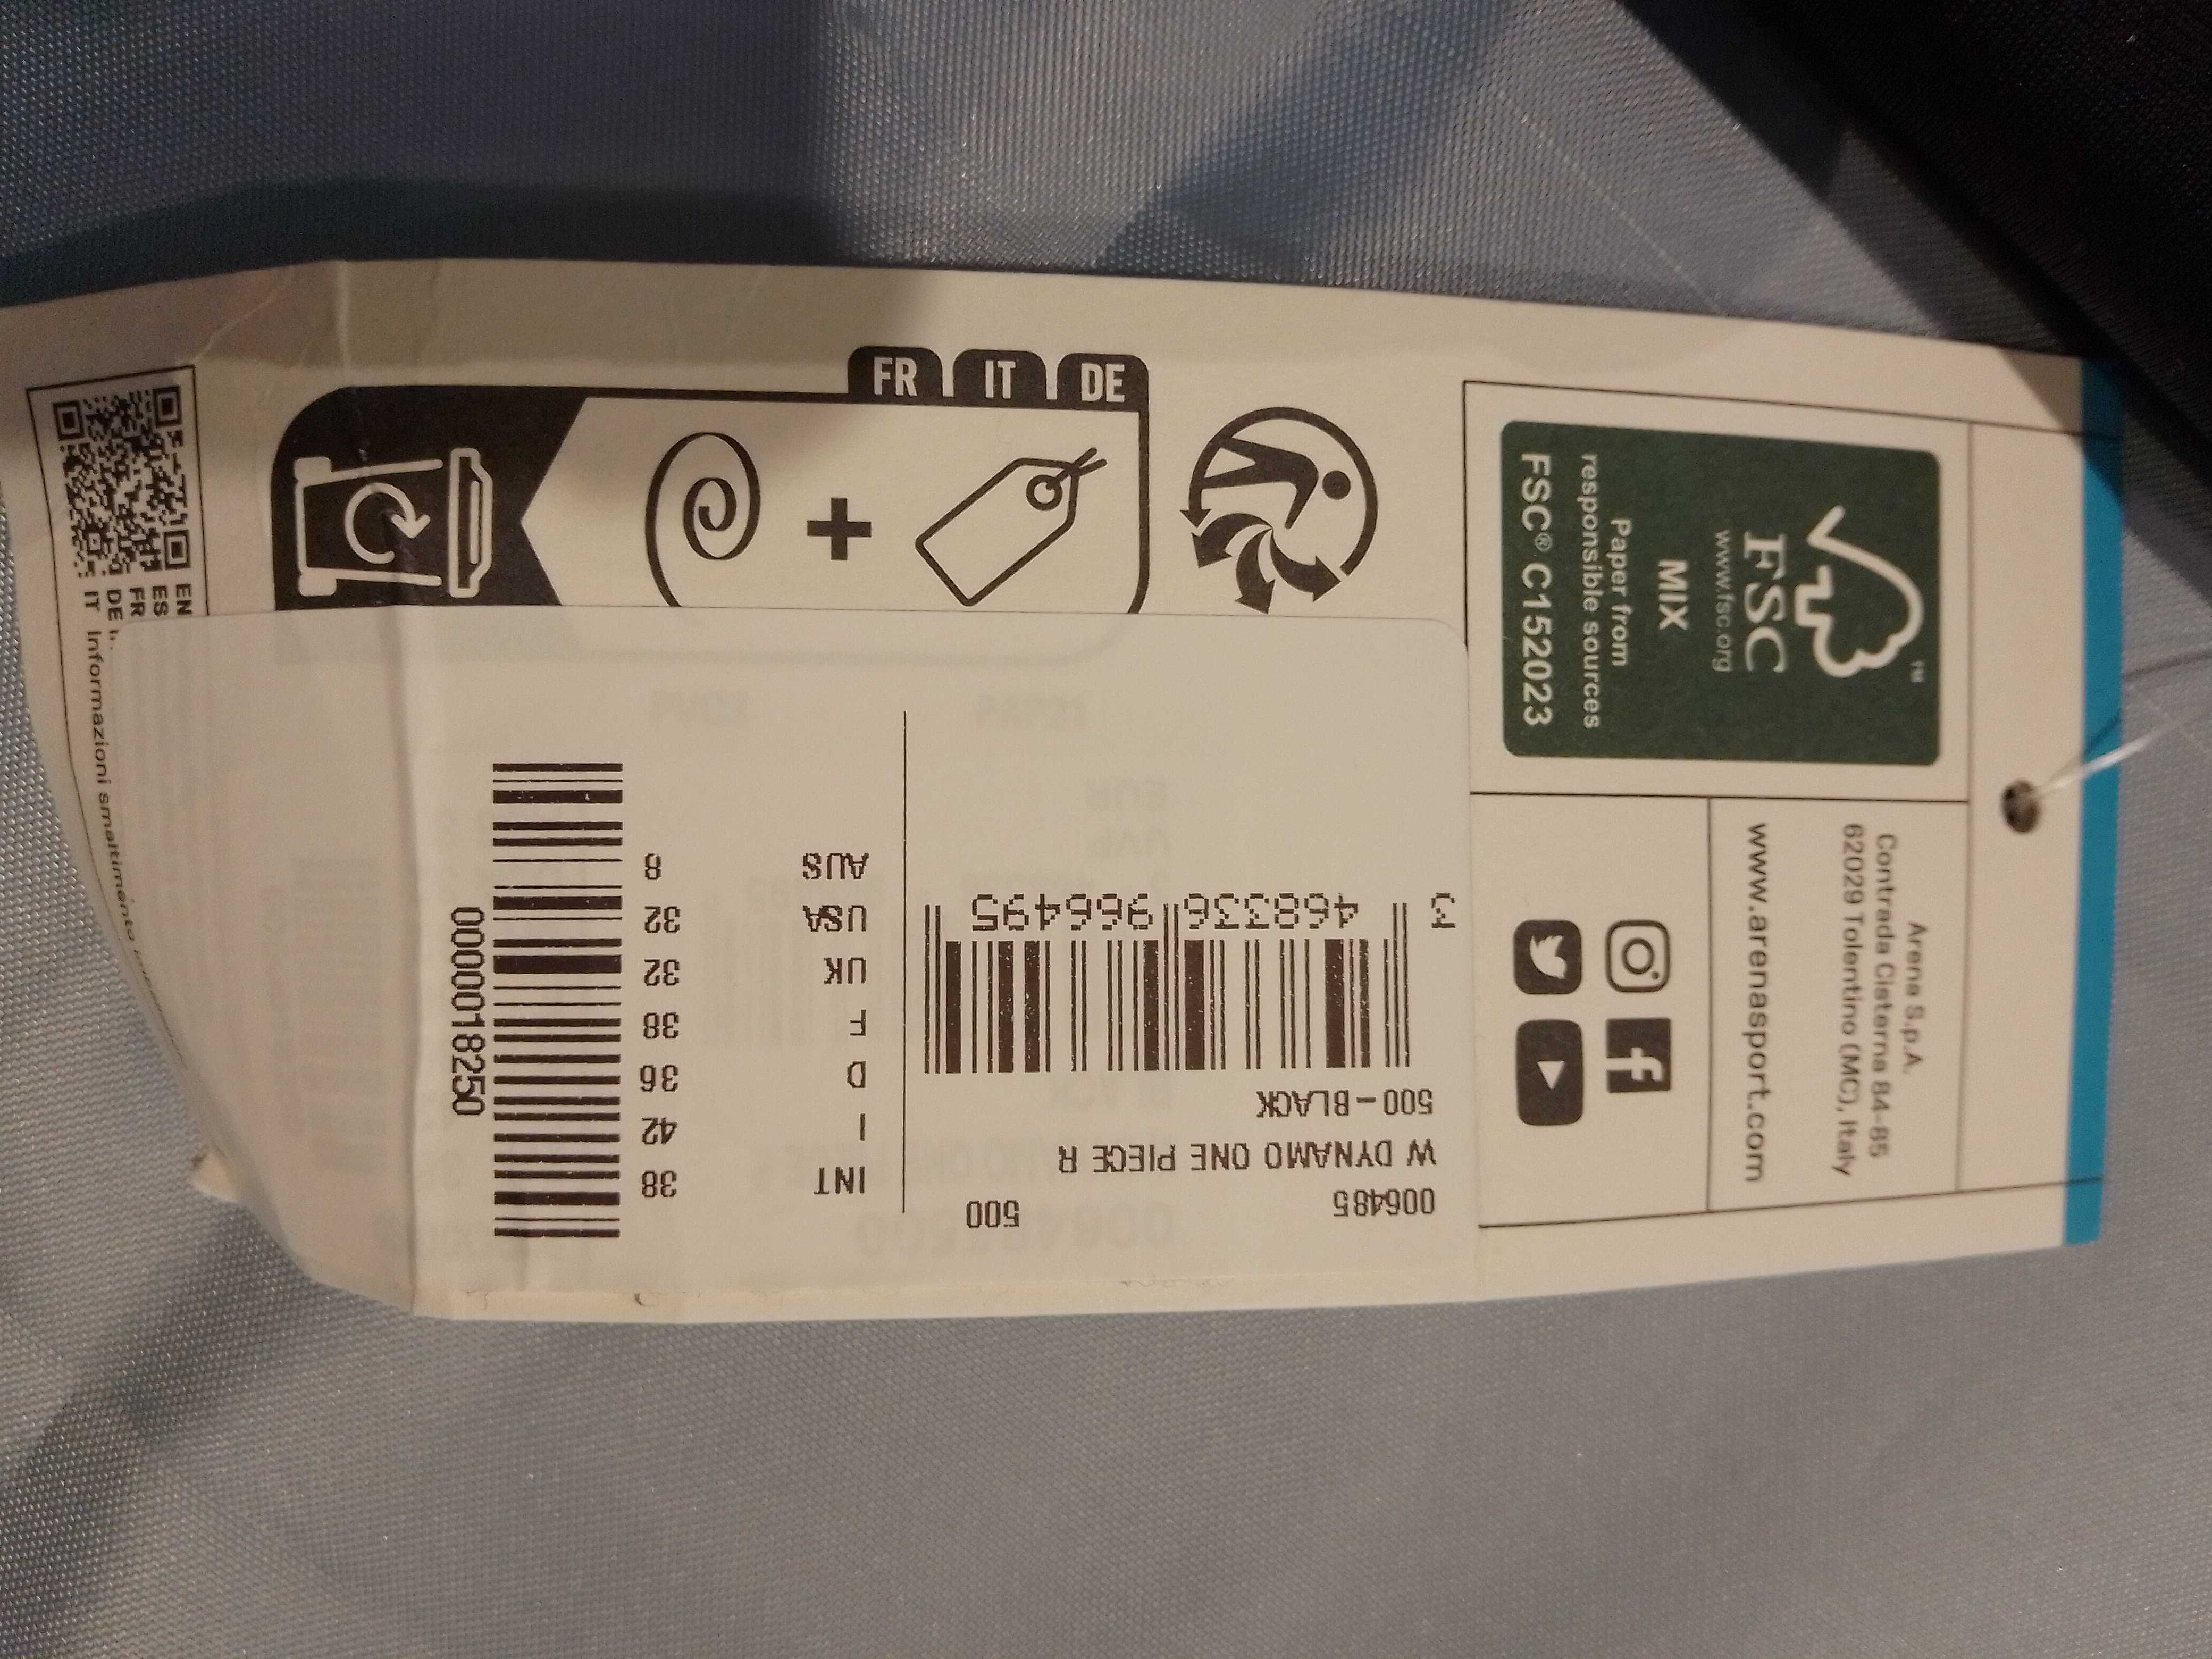 Arena S.p.A.
Contrada Cisterna 84-85
62029 Tolentino (MC), Italy
www.arenasport.com
™
FSC
www.fsc.org
MIX
Paper from
responsible sources
FSC® C152023
FR IT DE
+
EN
ES
FR
DE
IT Informazioni smaltimento
006485 500
W DYNAMO ONE PIECE R
500-BLACK
3 468336 966495
INT 38
I 42
D 36
F 38
UK 32
USA 32
AUS 8
0000018250